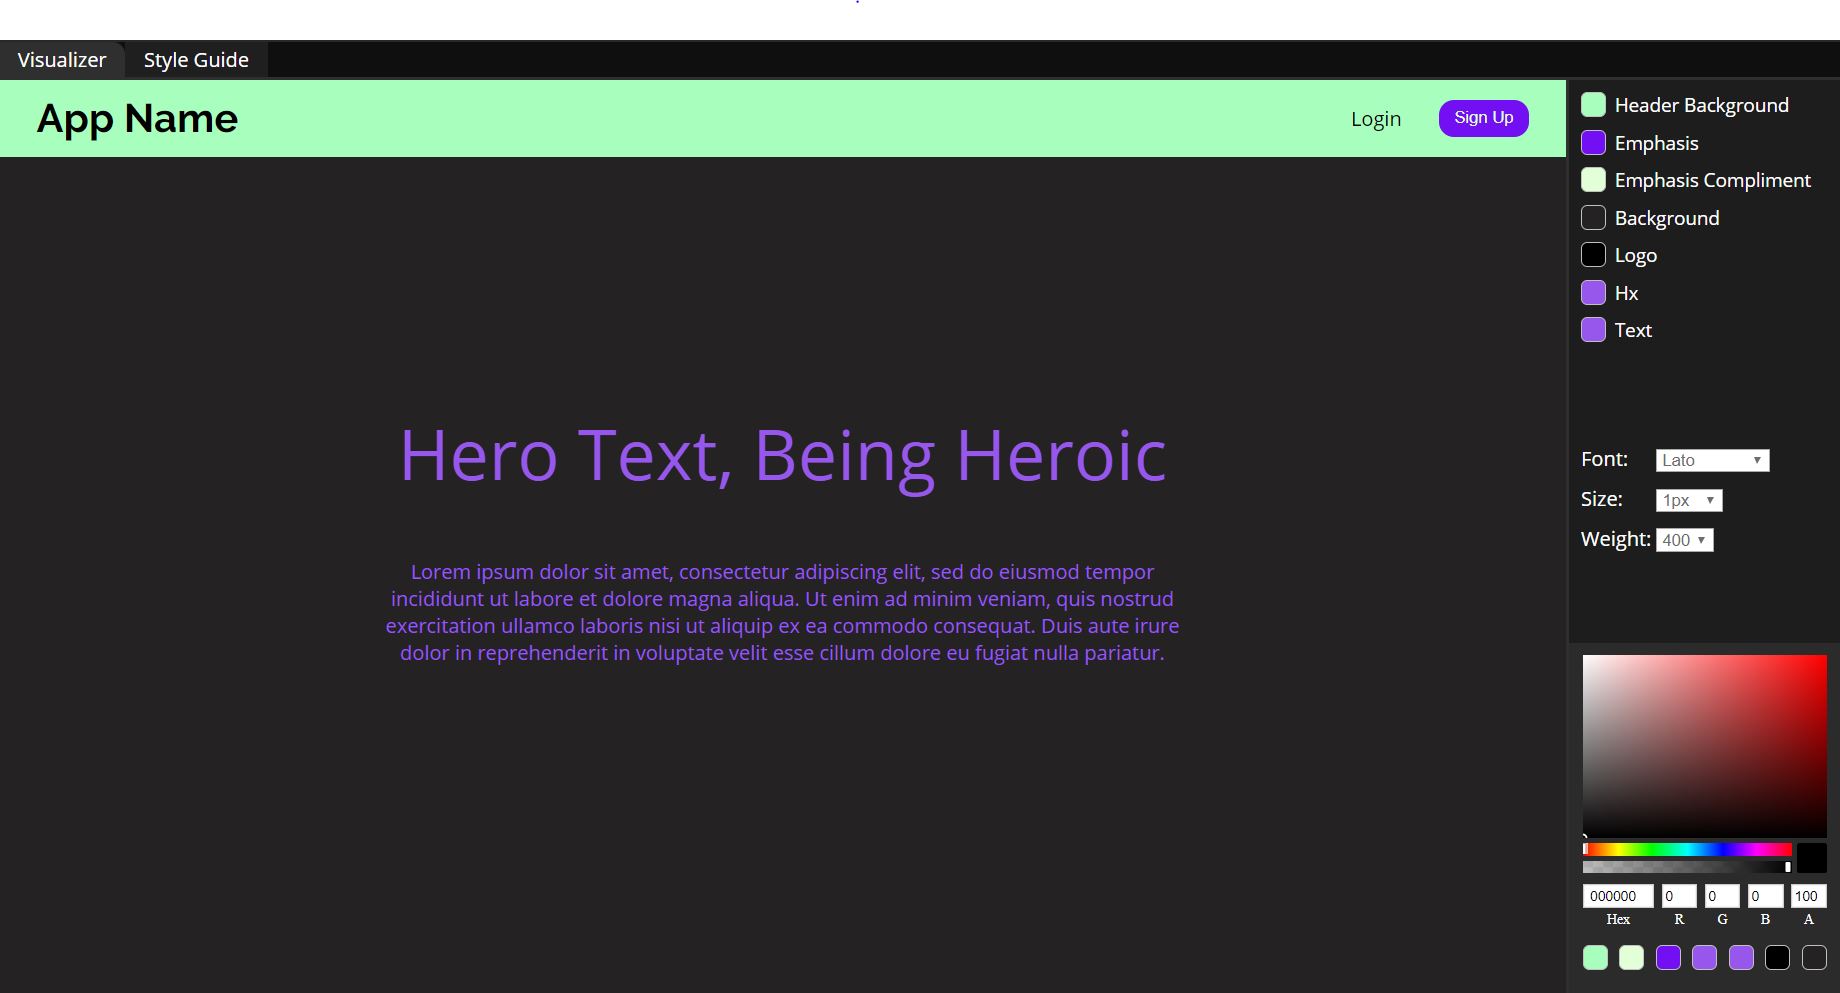 Visualizer
Style Guide
App Name
Login
Sign Up
Hero Text, Being Heroic
Lorem ipsum dolor sit amet, consectetur adipiscing elit, sed do eiusmod tempor
incididunt ut labore et dolore magna aliqua. Ut enim ad minim veniam, quis nostrud
exercitation ullamco laboris nisi ut aliquip ex ea commodo consequat. Duis aute irure
dolor in reprehenderit in voluptate velit esse cillum dolore eu fugiat nulla pariatur.
Header Background
Emphasis
Emphasis Compliment
Background
Logo
Hx
Text
Font: Lato
Size: 1px
Weight: 400
000000 0 0 0 100
Hex R G B A